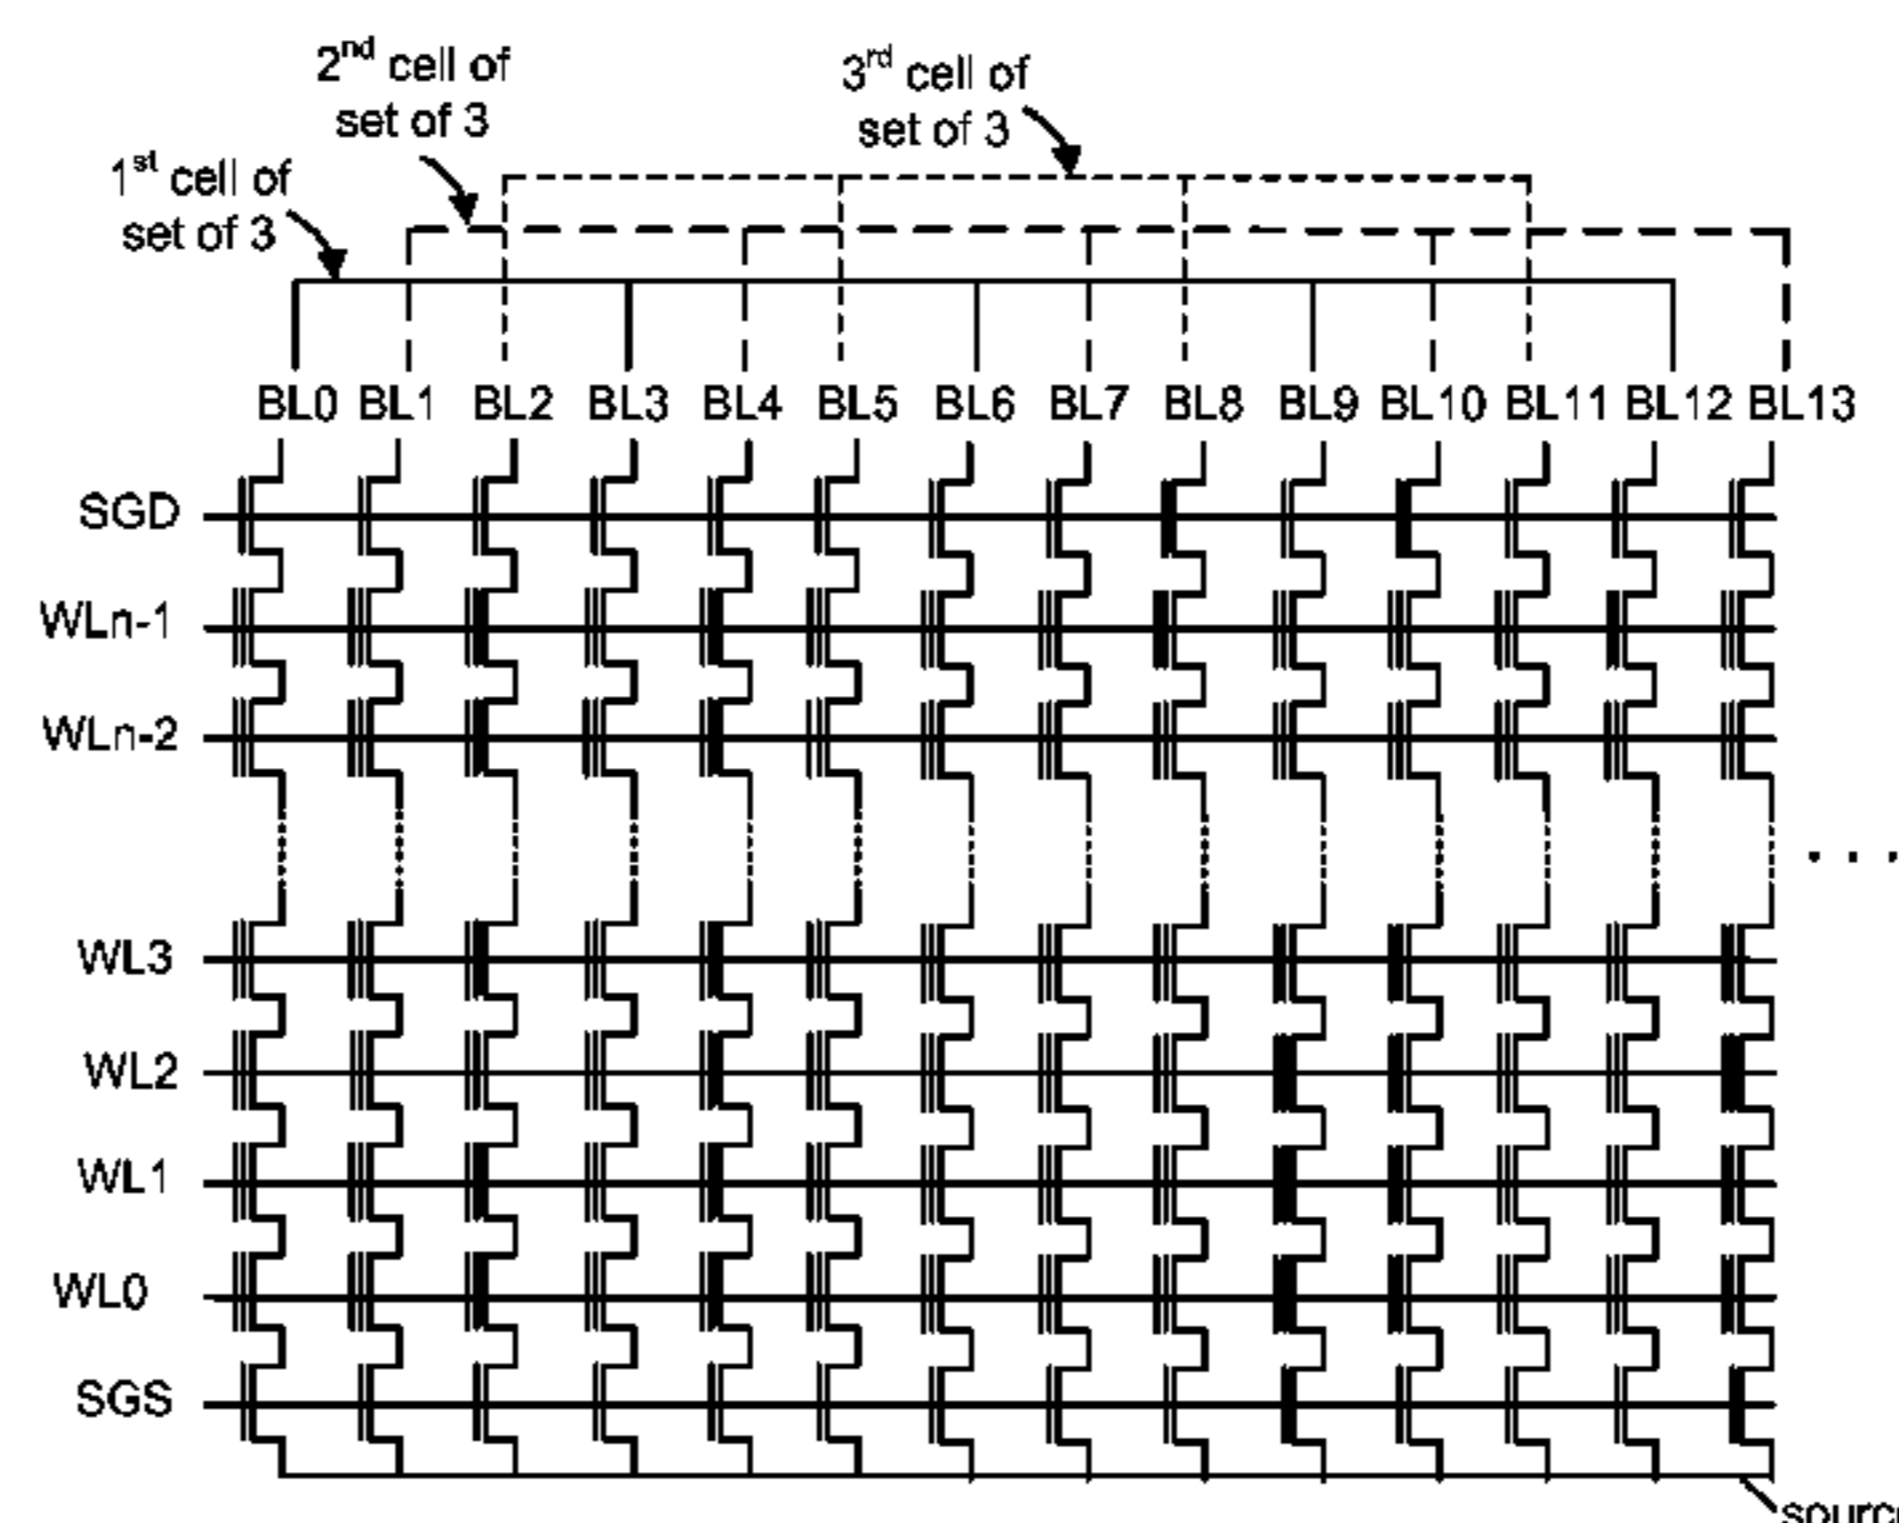 2nd cell of
set of 3
3rd cell of
set of 3
1st cell of
set of 3
BL0 BL1 BL2 BL3 BL4 BL5 BL6 BL7 BL8 BL9 BL10 BL11 BL12 BL13
SGD
WLn-1
WLn-2
. . .
WL3
WL2
WL1
WL0
SGS
source